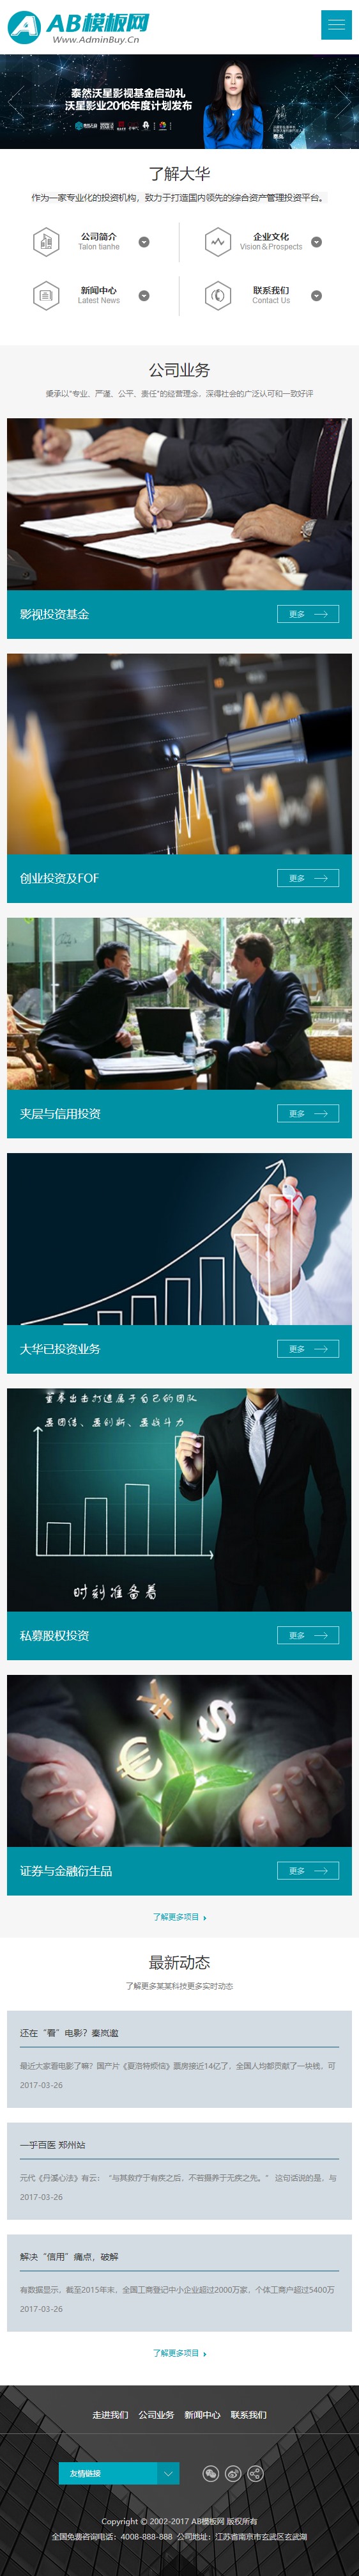 AB模板网
Www.AdminBuy.Cn
泰然沃星影视基金启动礼
沃星影业2016年度计划发布
了解大华
作为一家专业化的投资机构，致力于打造国内领先的综合资产管理投资平台。
公司简介
Talon tianhe
企业文化
Vision＆Prospects
新闻中心
Latest News
联系我们
Contact Us
公司业务
秉承以"专业、严谨、公平、责任"的经营理念，深得社会的广泛认可和一致好评
影视投资基金
更多
创业投资及FOF
更多
夹层与信用投资
更多
大华已投资业务
更多
重拳出击打造属于自己的团队
要团结、要创新、要战斗力
时刻准备着
私募股权投资
更多
证券与金融衍生品
更多
了解更多项目
最新动态
了解更多某某科技更多实时动态
还在“看”电影？秦岚邀
最近大家看电影了嘛？国产片《夏洛特烦恼》票房接近14亿了，全国人均都贡献了一块钱，可
2017-03-26
一乎百医 郑州站
元代《丹溪心法》有云：“与其救疗于有疾之后，不若摄养于无疾之先。” 这句话说的是，与
2017-03-26
解决“信用”痛点，破解
有数据显示，截至2015年末，全国工商登记中小企业超过2000万家，个体工商户超过5400万
2017-03-26
了解更多项目
走进我们 公司业务 新闻中心 联系我们
友情链接
Copyright © 2002-2017 AB模板网 版权所有
全国免费咨询电话：4008-888-888 公司地址：江苏省南京市玄武区玄武湖